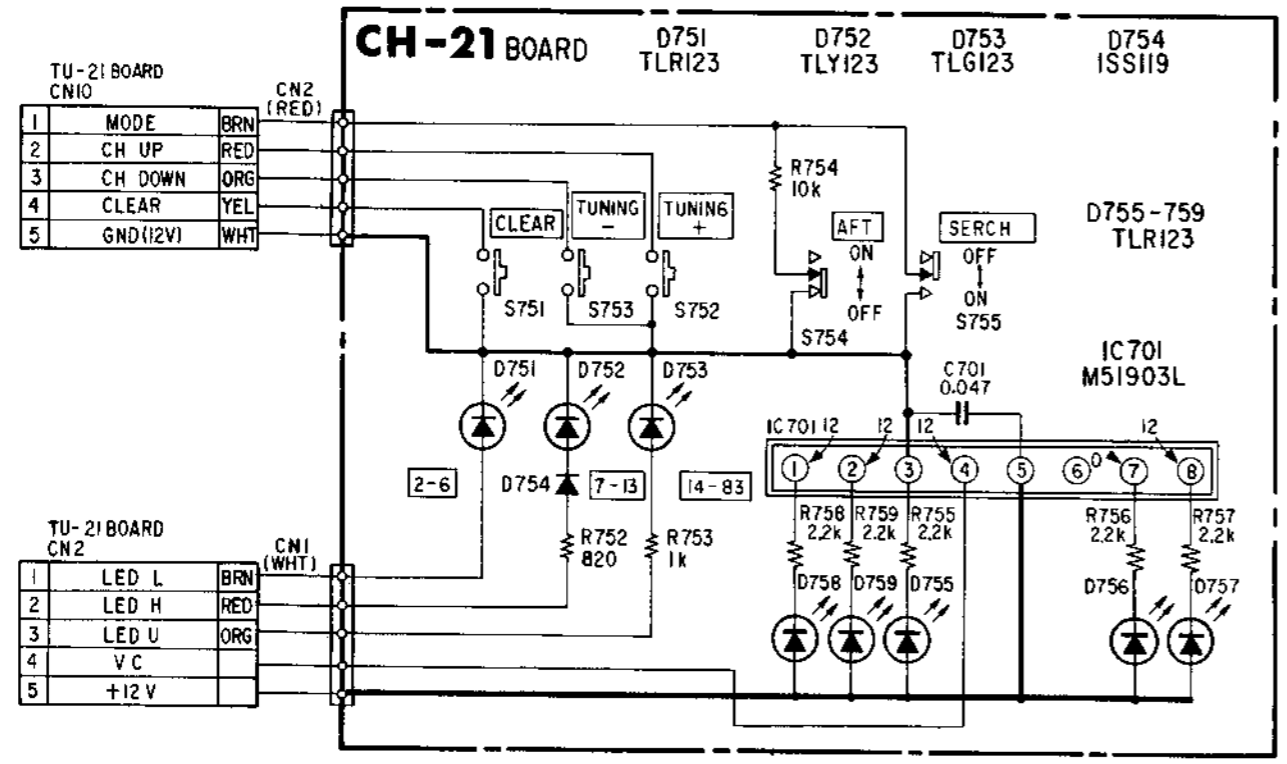 CH-21 BOARD
D751
TLR123
D752
TLY123
D753
TLG123
D754
ISS119
TU-21 BOARD
CN10
CN2
(RED)
1 MODE BRN
2 CH UP RED
3 CH DOWN ORG
4 CLEAR YEL
5 GND(12V) WHT
CLEAR
TUNING
-
TUNING
+
R754
10k
AFT
ON
OFF
SERCH
OFF
ON
S755
D755-759
TLR123
S751
S753
S752
S754
IC701
M51903L
D751
D752
D753
C701
0.047
IC701
12
12
12
0
12
1 2 3 4 5 6 7 8
2-6
D754
7-13
14-83
R752
820
R753
1k
R758
2.2k
R759
2.2k
R755
2.2k
R756
2.2k
R757
2.2k
D758
D759
D755
D756
D757
TU-21 BOARD
CN2
CN1
(WHT)
1 LED L BRN
2 LED H RED
3 LED U ORG
4 VC
5 +12V